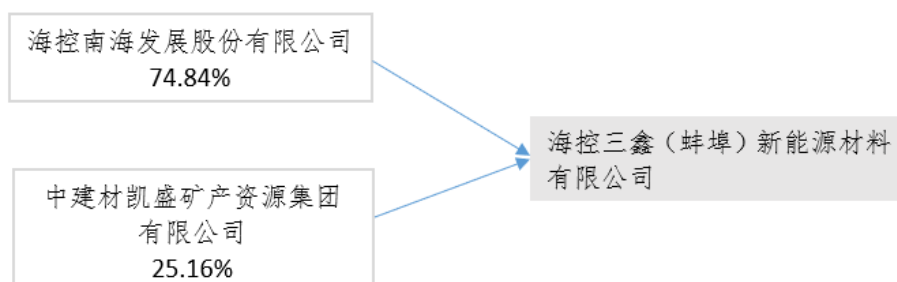 海控南海发展股份有限公司
74.84%
海控三鑫（蚌埠）新能源材料
有限公司
中建材凯盛矿产资源集团
有限公司
25.16%